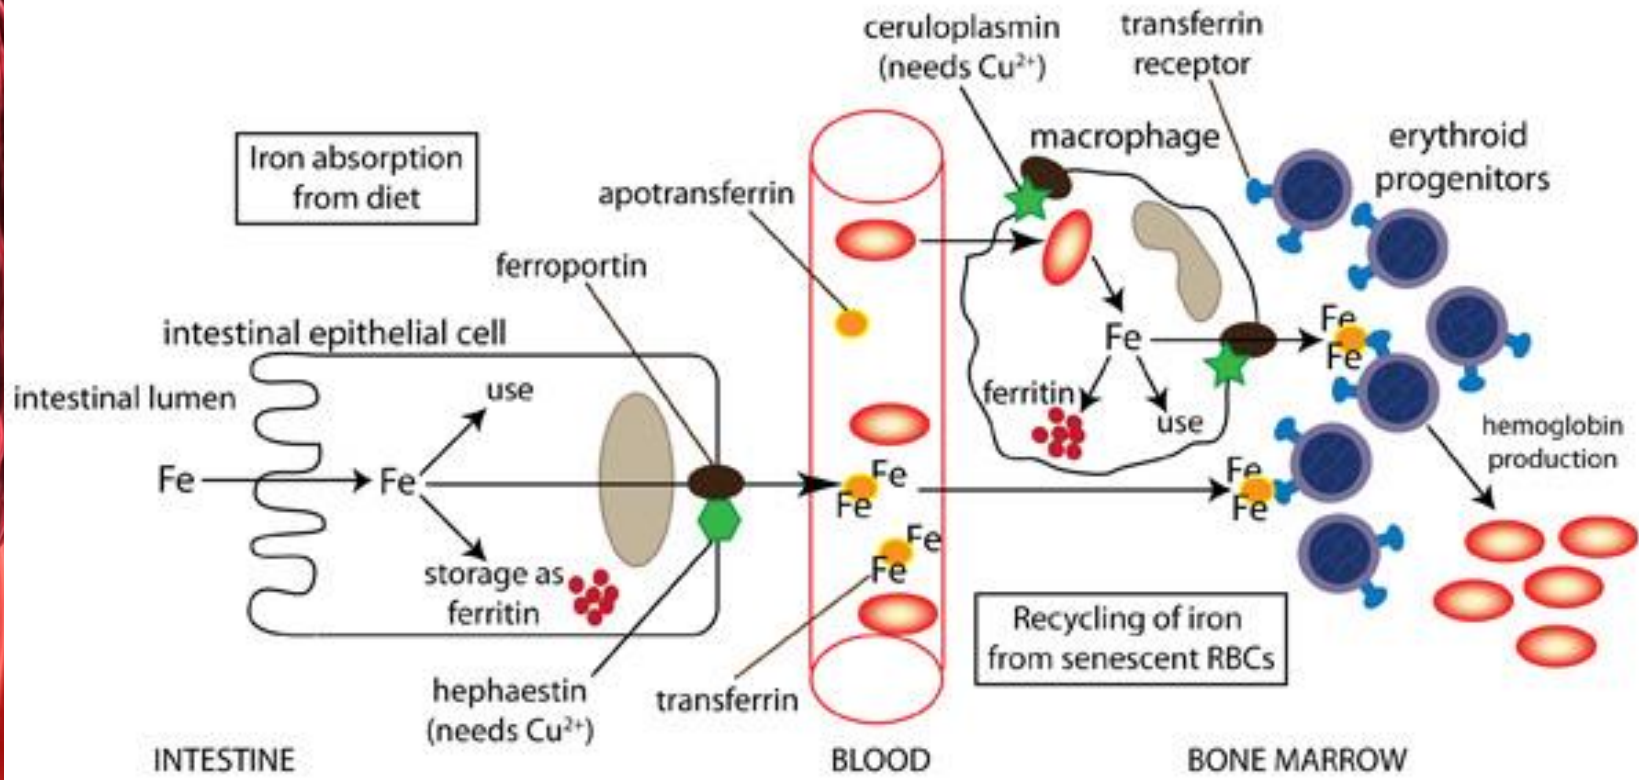 ceruloplasmin
(needs Cu²⁺)
transferrin
receptor
macrophage
erythroid
progenitors
Iron absorption
from diet
apotransferrin
ferroportin
intestinal epithelial cell
intestinal lumen
use
Fe
Fe
storage as
ferritin
hephaestin
(needs Cu²⁺)
transferrin
Fe
Fe
Fe
Fe
Fe
ferritin
use
Fe
Fe
Fe
Fe
hemoglobin
production
Recycling of iron
from senescent RBCs
INTESTINE
BLOOD
BONE MARROW